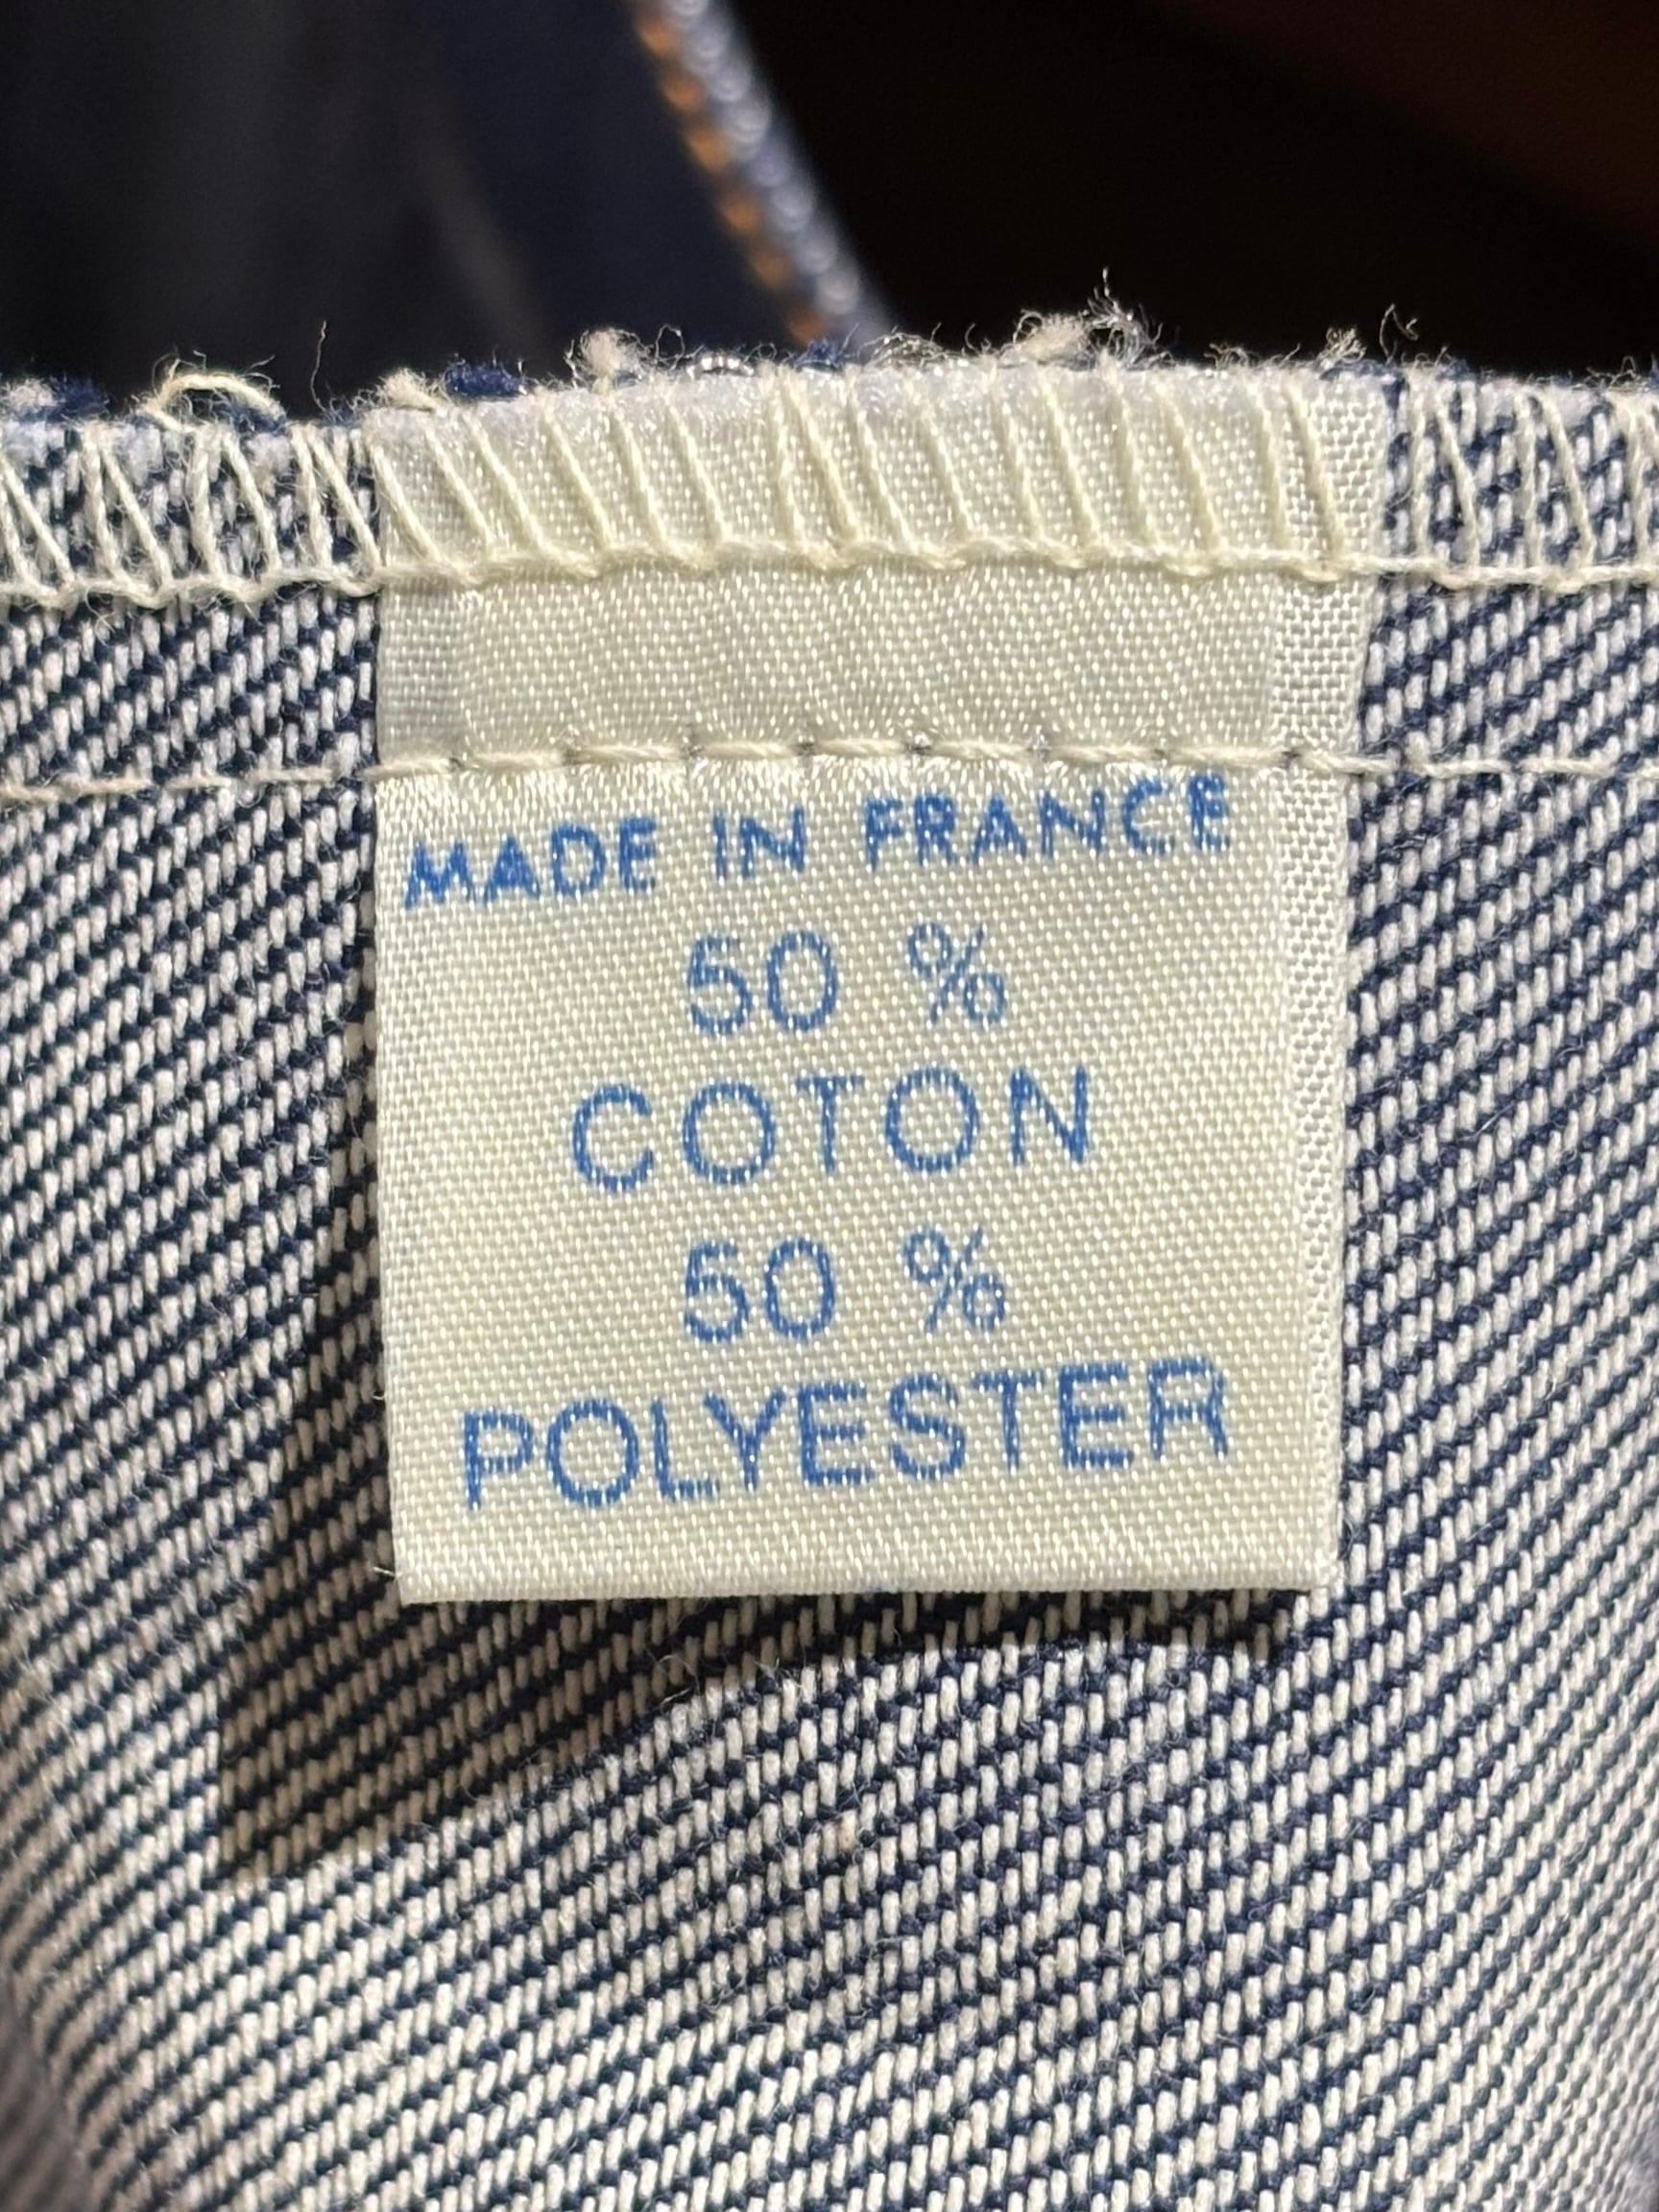 MADE IN FRANCE
50 %
COTON
50 %
POLYESTER